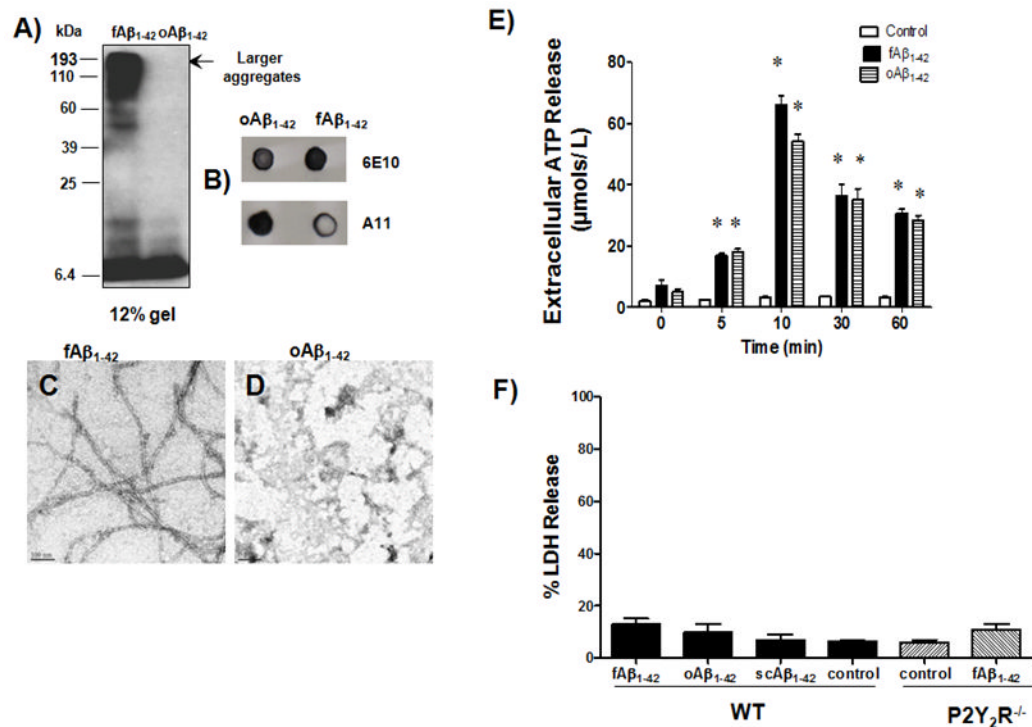 A) kDa fAβ1-42 oAβ1-42
193
110
60
39
25
6.4
Larger
aggregates
12% gel
B)
oAβ1-42 fAβ1-42
6E10
A11
fAβ1-42
C
oAβ1-42
D
E)
Control
fAβ1-42
oAβ1-42
Extracellular ATP Release
(μmols/ L)
80
60
40
20
0
* * * * * * * *
0 5 10 30 60
Time (min)
F)
% LDH Release
100
80
60
40
20
0
fAβ1-42 oAβ1-42 scAβ1-42 control control fAβ1-42
WT P2Y2R-/-